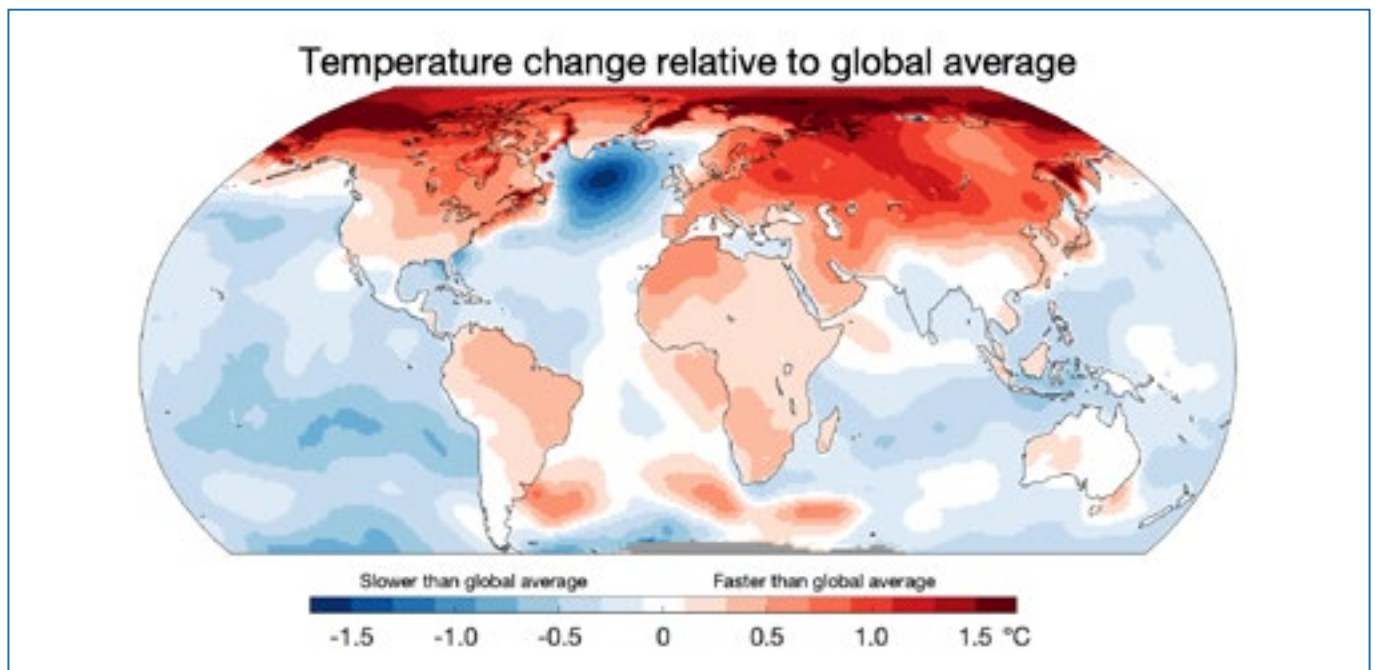 Temperature change relative to global average
Slower than global average Faster than global average
-1.5 -1.0 -0.5 0 0.5 1.0 1.5 °C